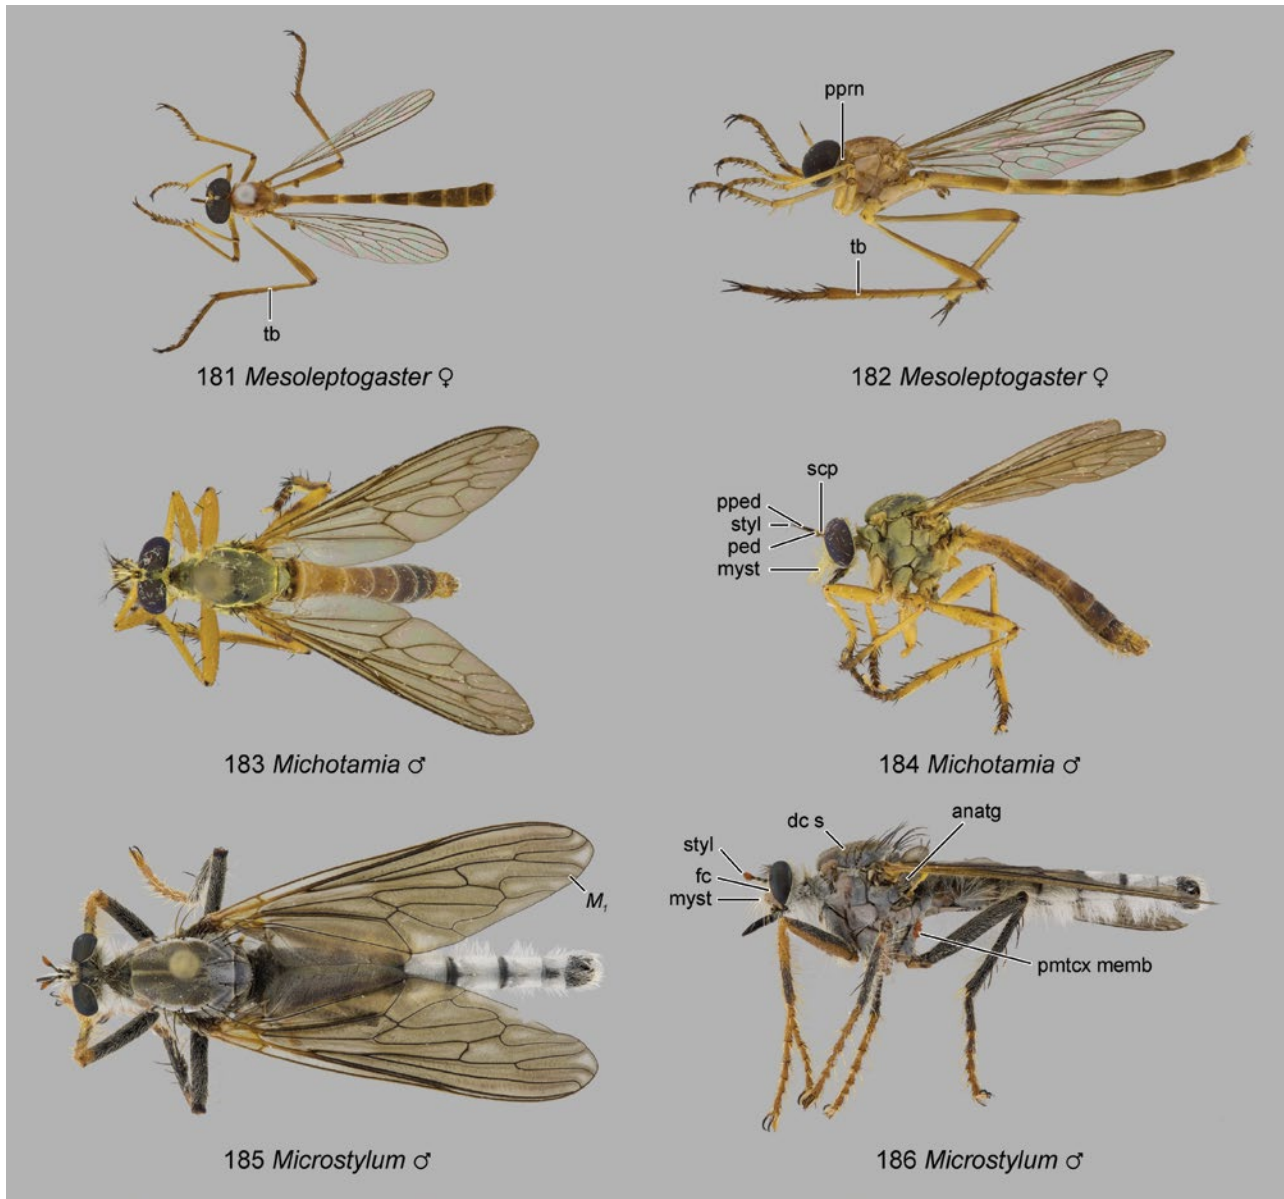 pprn
tb
tb
181 Mesoleptogaster ♀
182 Mesoleptogaster ♀
scp
pped
styl
ped
myst
183 Michotamia ♂
184 Michotamia ♂
anatg
dc s
styl
fc
myst
M₁
pmtcx memb
185 Microstylum ♂
186 Microstylum ♂